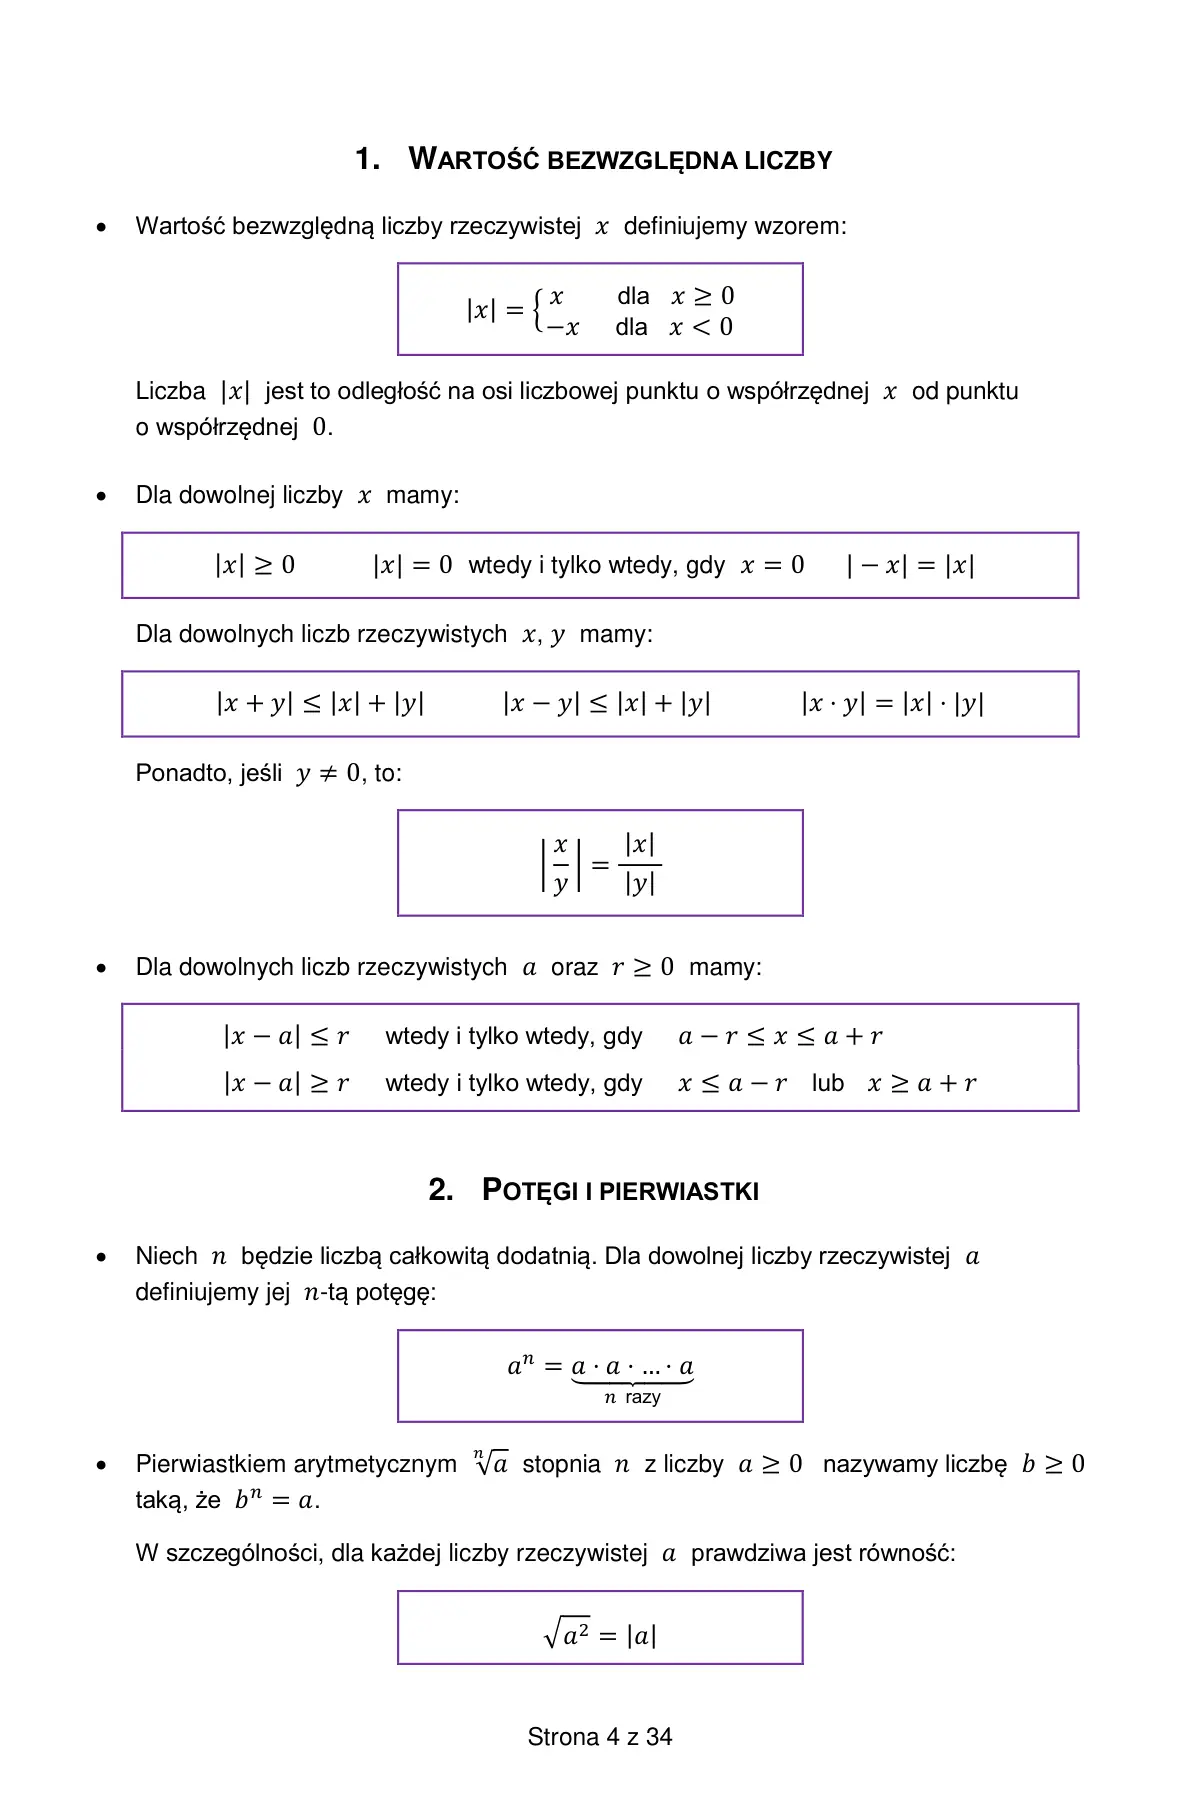 1. WARTOŚĆ BEZWZGLĘDNA LICZBY
• Wartość bezwzględną liczby rzeczywistej x definiujemy wzorem:
|x| = { x dla x ≥ 0
−x dla x < 0
Liczba |x| jest to odległość na osi liczbowej punktu o współrzędnej x od punktu
o współrzędnej 0.
• Dla dowolnej liczby x mamy:
|x| ≥ 0 |x| = 0 wtedy i tylko wtedy, gdy x = 0 |−x| = |x|
Dla dowolnych liczb rzeczywistych x, y mamy:
|x + y| ≤ |x| + |y| |x − y| ≤ |x| + |y| |x · y| = |x| · |y|
Ponadto, jeśli y ≠ 0, to:
|x/y| = |x|/|y|
• Dla dowolnych liczb rzeczywistych a oraz r ≥ 0 mamy:
|x − a| ≤ r wtedy i tylko wtedy, gdy a − r ≤ x ≤ a + r
|x − a| ≥ r wtedy i tylko wtedy, gdy x ≤ a − r lub x ≥ a + r
2. POTĘGI I PIERWIASTKI
• Niech n będzie liczbą całkowitą dodatnią. Dla dowolnej liczby rzeczywistej a
definiujemy jej n-tą potęgę:
aⁿ = a · a · … · a
n razy
• Pierwiastkiem arytmetycznym ⁿ√a stopnia n z liczby a ≥ 0 nazywamy liczbę b ≥ 0
taką, że bⁿ = a.
W szczególności, dla każdej liczby rzeczywistej a prawdziwa jest równość:
√a² = |a|
Strona 4 z 34